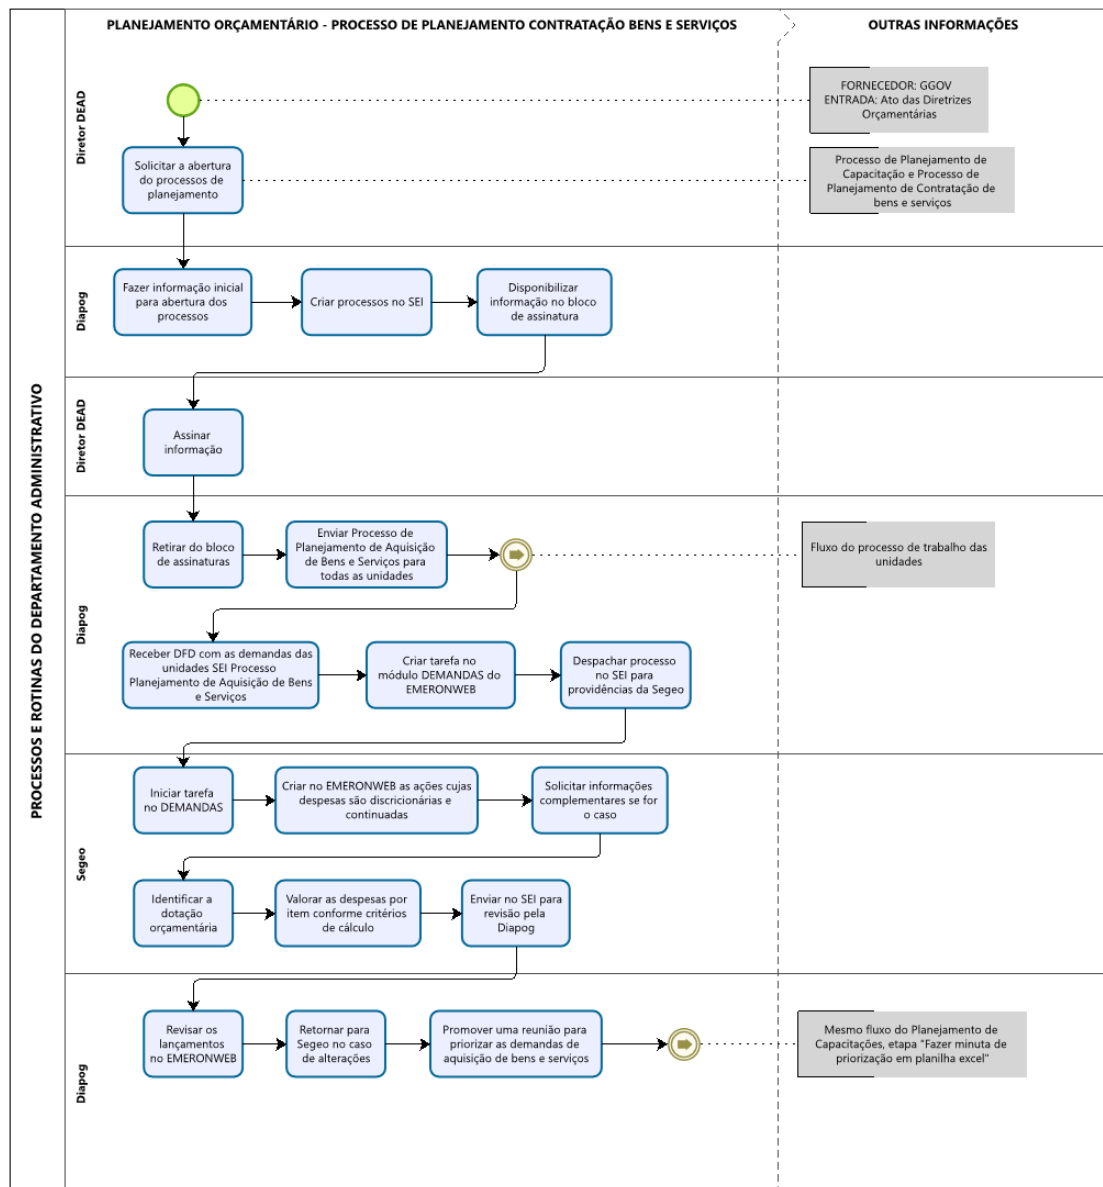 PLANEJAMENTO ORÇAMENTÁRIO - PROCESSO DE PLANEJAMENTO CONTRATAÇÃO BENS E SERVIÇOS
OUTRAS INFORMAÇÕES
PROCESSOS E ROTINAS DO DEPARTAMENTO ADMINISTRATIVO
Diretor DEAD
FORNECEDOR: GGOV
ENTRADA: Ato das Diretrizes
Orçamentárias
Solicitar a abertura
do processos de
planejamento
Processo de Planejamento de
Capacitação e Processo de
Planejamento de Contratação de
bens e serviços
Diapog
Fazer informação inicial
para abertura dos
processos
Criar processos no SEI
Disponibilizar
informação no bloco
de assinatura
Diretor DEAD
Assinar
informação
Diapog
Retirar do bloco
de assinaturas
Enviar Processo de
Planejamento de Aquisição
de Bens e Serviços para
todas as unidades
Fluxo do processo de trabalho das
unidades
Receber DFD com as demandas das
unidades SEI Processo
Planejamento de Aquisição de Bens
e Serviços
Criar tarefa no
módulo DEMANDAS do
EMERONWEB
Despachar processo
no SEI para
providências da Segeo
Segeo
Iniciar tarefa
no DEMANDAS
Criar no EMERONWEB as ações cujas
despesas são discricionárias e
continuadas
Solicitar informações
complementares se for
o caso
Identificar a
dotação
orçamentária
Valorar as despesas por
item conforme critérios
de cálculo
Enviar no SEI para
revisão pela
Diapog
Diapog
Revisar os
lançamentos
no EMERONWEB
Retornar para
Segeo no caso
de alterações
Promover uma reunião para
priorizar as demandas de
aquisição de bens e serviços
Mesmo fluxo do Planejamento de
Capacitações, etapa "Fazer minuta de
priorização em planilha excel"